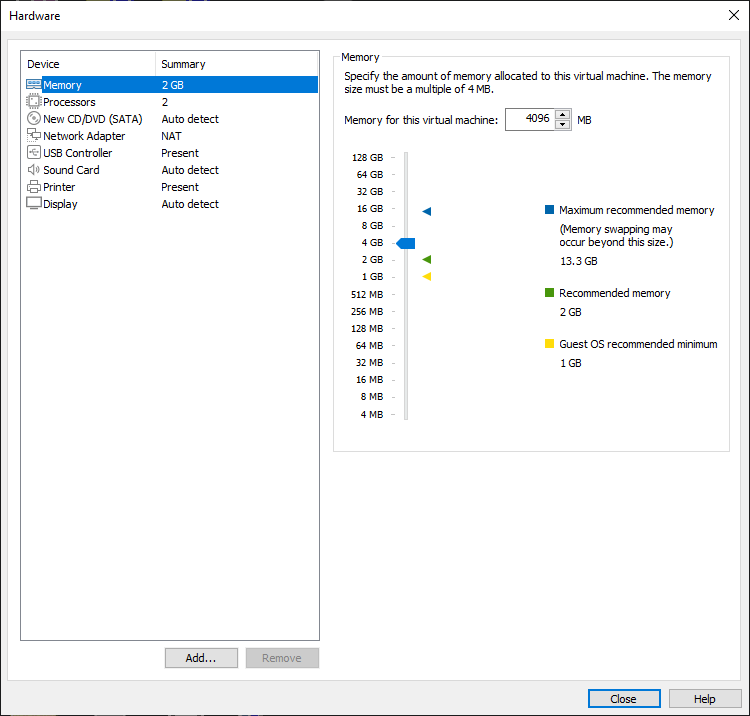 Hardware
Device Summary
Memory 2 GB
Processors 2
New CD/DVD (SATA) Auto detect
Network Adapter NAT
USB Controller Present
Sound Card Auto detect
Printer Present
Display Auto detect
Add...
Remove
Memory
Specify the amount of memory allocated to this virtual machine. The memory
size must be a multiple of 4 MB.
Memory for this virtual machine: 4096 MB
128 GB
64 GB
32 GB
16 GB
8 GB
4 GB
2 GB
1 GB
512 MB
256 MB
128 MB
64 MB
32 MB
16 MB
8 MB
4 MB
Maximum recommended memory
(Memory swapping may
occur beyond this size.)
13.3 GB
Recommended memory
2 GB
Guest OS recommended minimum
1 GB
Close
Help